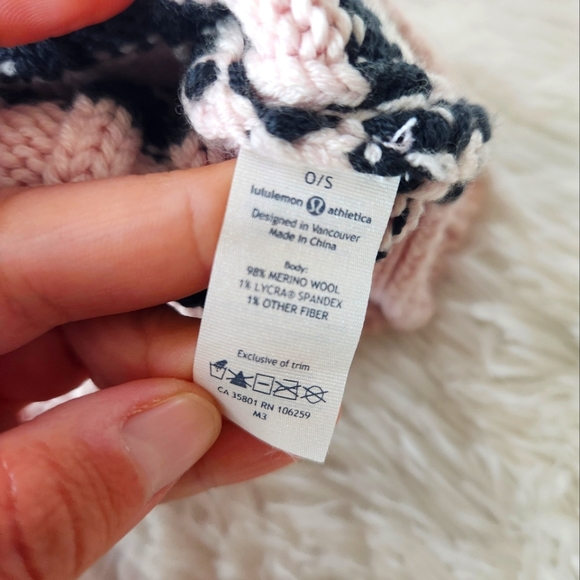 O/S
lululemon athletica
Designed in Vancouver
Made in China
Body:
98% MERINO WOOL
1% LYCRA® SPANDEX
1% OTHER FIBER
Exclusive of trim
CA 35801 RN 106259
M3